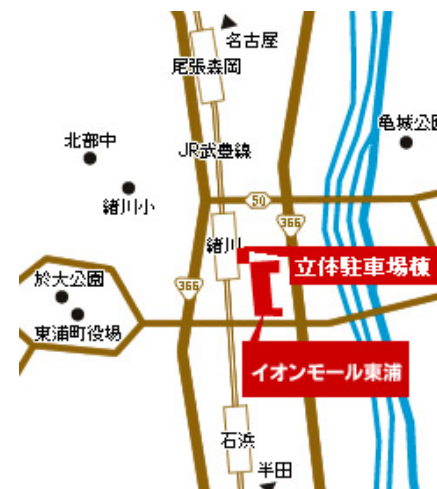 名古屋
尾張森岡
亀城公園
北部中
JR武豊線
緒川小
50
366
緒川
立体駐車場棟
於大公園
366
東浦町役場
イオンモール東浦
石浜
半田